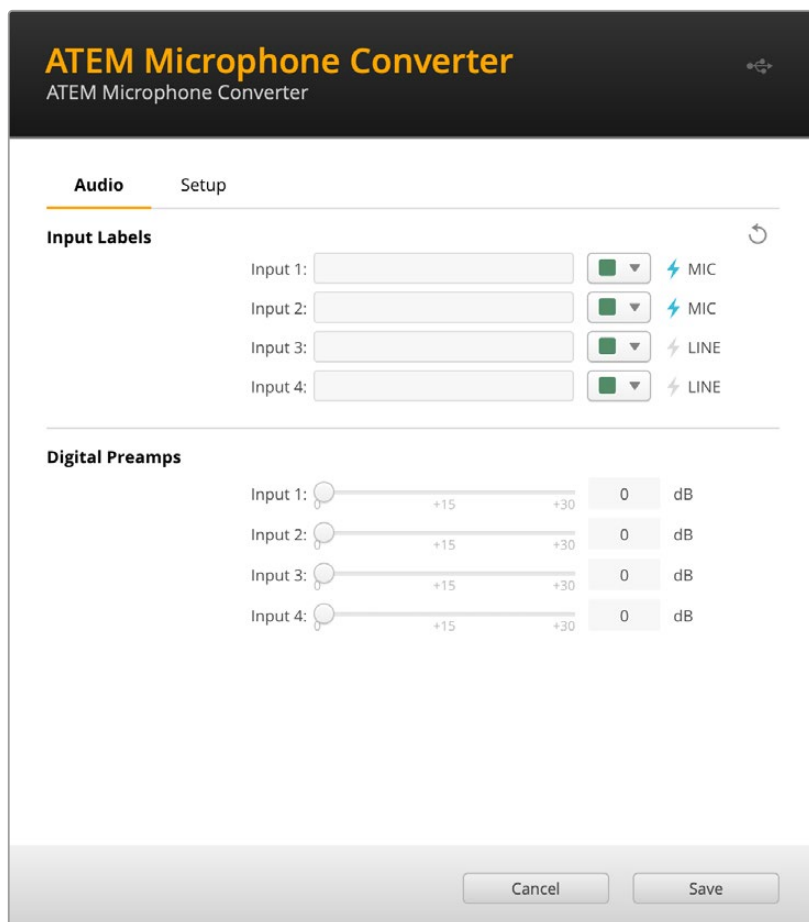 ATEM Microphone Converter
ATEM Microphone Converter
Audio Setup
Input Labels
Input 1: MIC
Input 2: MIC
Input 3: LINE
Input 4: LINE
Digital Preamps
Input 1: 0 dB
0 +15 +30
Input 2: 0 dB
0 +15 +30
Input 3: 0 dB
0 +15 +30
Input 4: 0 dB
0 +15 +30
Cancel Save